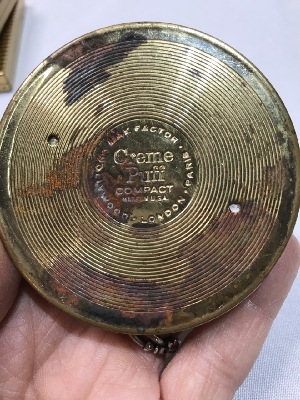 · MAX FACTOR · PARIS · LONDON · HOLLYWOOD
Creme
Puff
COMPACT
MADE IN U.S.A.